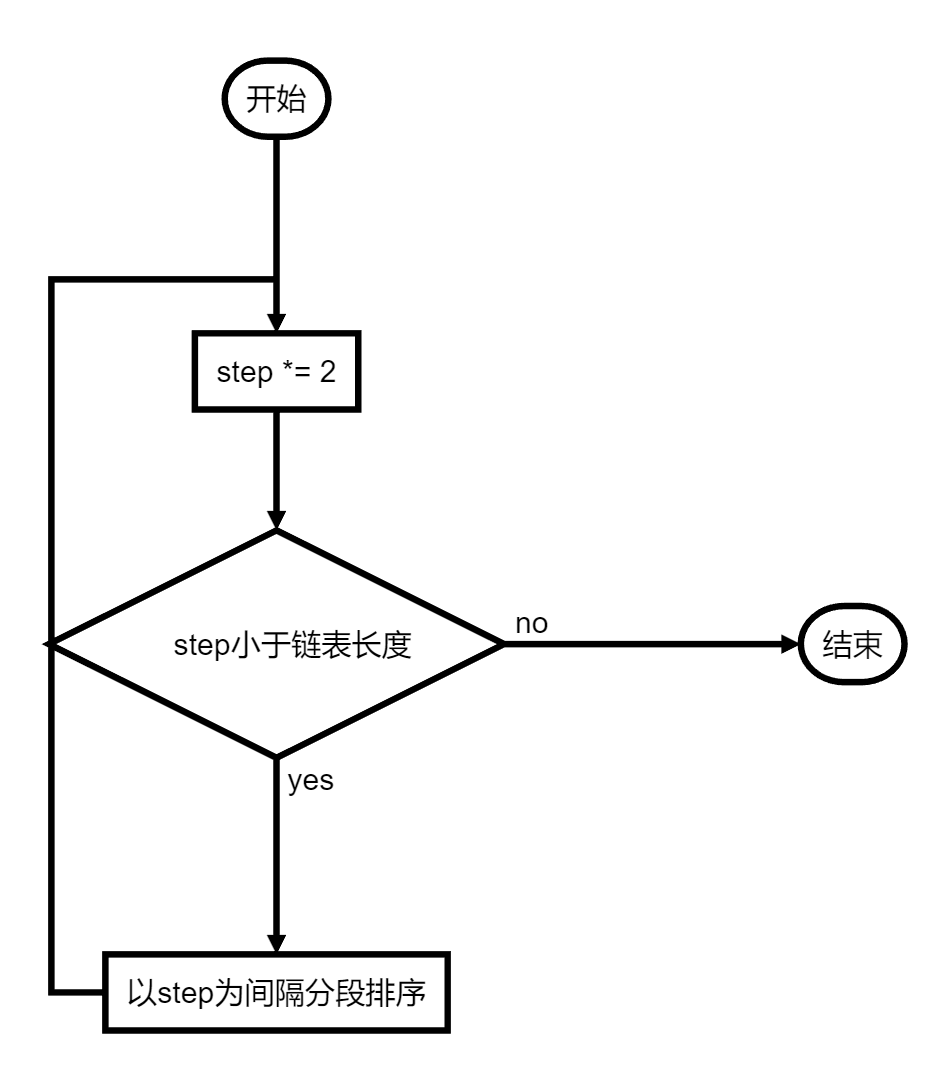 开始
step *= 2
step小于链表长度
no
结束
yes
以step为间隔分段排序